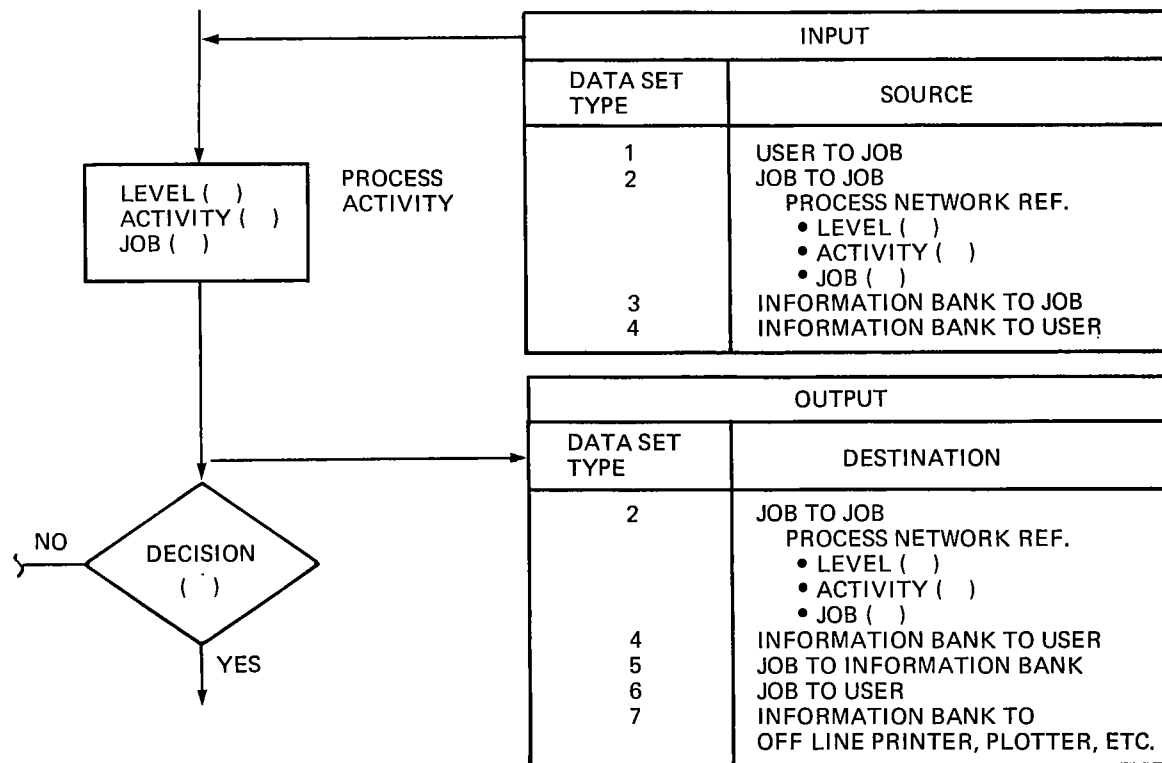 INPUT
DATA SET
TYPE
SOURCE
1 USER TO JOB
2 JOB TO JOB
PROCESS NETWORK REF.
• LEVEL ( )
• ACTIVITY ( )
• JOB ( )
3 INFORMATION BANK TO JOB
4 INFORMATION BANK TO USER
LEVEL ( )
ACTIVITY ( )
JOB ( )
PROCESS
ACTIVITY
OUTPUT
DATA SET
TYPE
DESTINATION
2 JOB TO JOB
PROCESS NETWORK REF.
• LEVEL ( )
• ACTIVITY ( )
• JOB ( )
4 INFORMATION BANK TO USER
5 JOB TO INFORMATION BANK
6 JOB TO USER
7 INFORMATION BANK TO
OFF LINE PRINTER, PLOTTER, ETC.
NO
DECISION
( )
YES